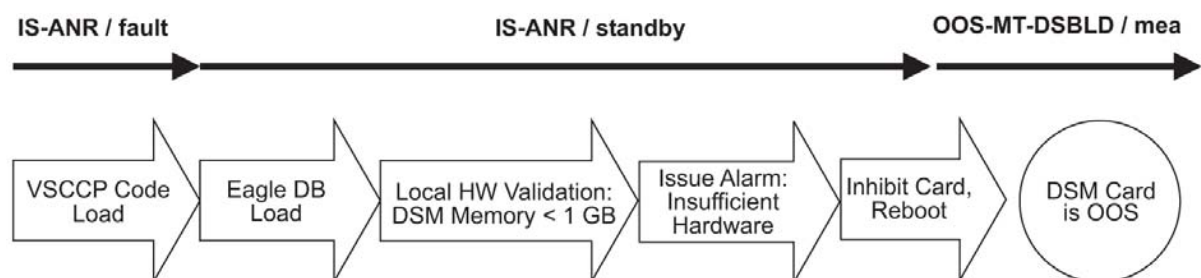 IS-ANR / fault
IS-ANR / standby
OOS-MT-DSBLD / mea
VSCCP Code
Load
Eagle DB
Load
Local HW Validation:
DSM Memory < 1 GB
Issue Alarm:
Insufficient
Hardware
Inhibit Card,
Reboot
DSM Card
is OOS